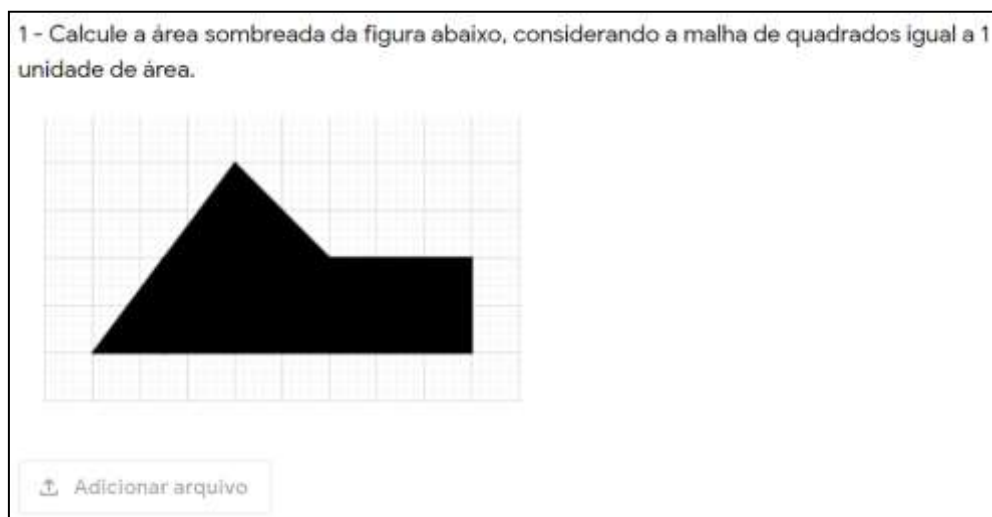 1 - Calcule a área sombreada da figura abaixo, considerando a malha de quadrados igual a 1
unidade de área.
Adicionar arquivo